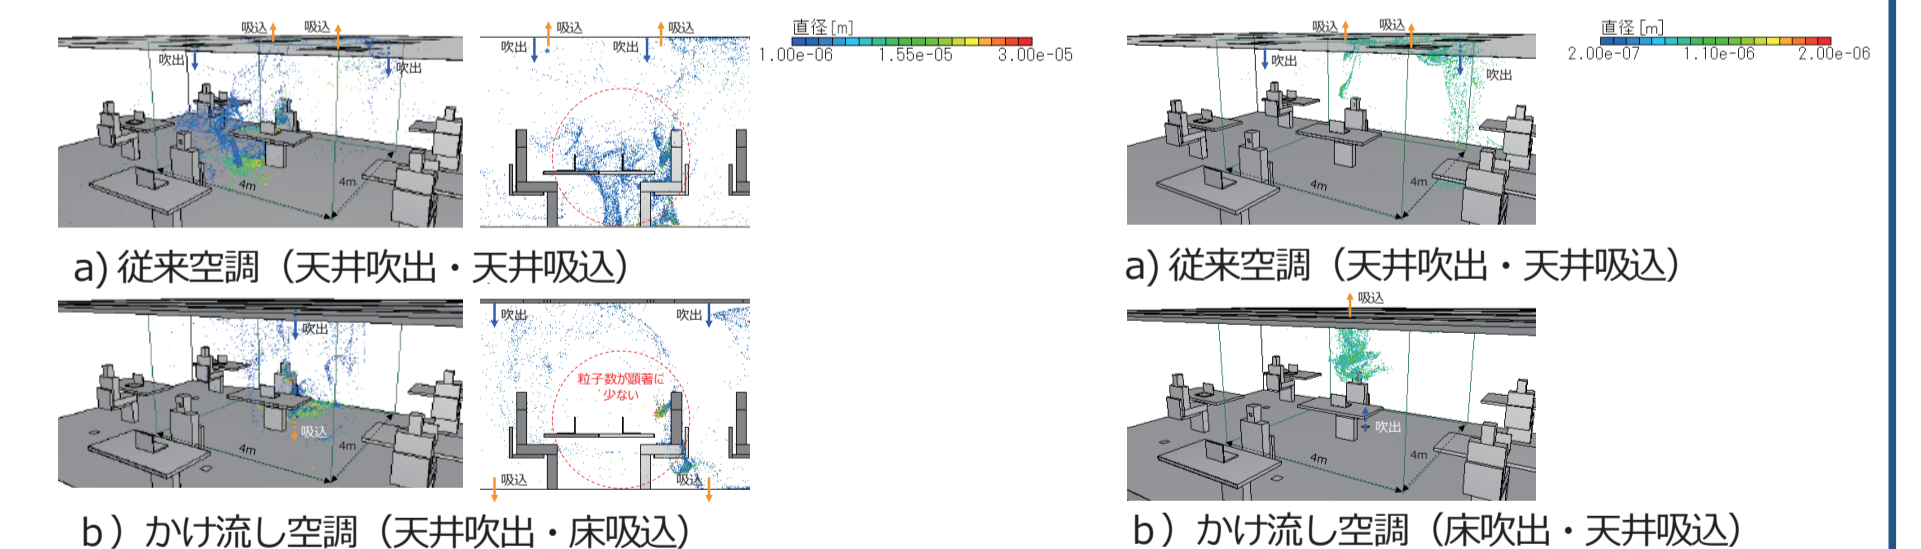 吸込 吸込
吹出
吹出
4m
4m
吸込 吸込
吹出 吹出
直径[m]
1.00e-06 1.55e-05 3.00e-05
a) 従来空調（天井吹出・天井吸込）
吹出
吸込
4m
4m
吹出 吹出
粒子数が顕著に
少ない
吸込 吸込
b）かけ流し空調（天井吹出・床吸込）
吸込 吸込
吹出
吹出
4m
4m
直径[m]
2.00e-07 1.10e-06 2.00e-06
a) 従来空調（天井吹出・天井吸込）
吸込
吹出
4m
4m
b）かけ流し空調（床吹出・天井吸込）